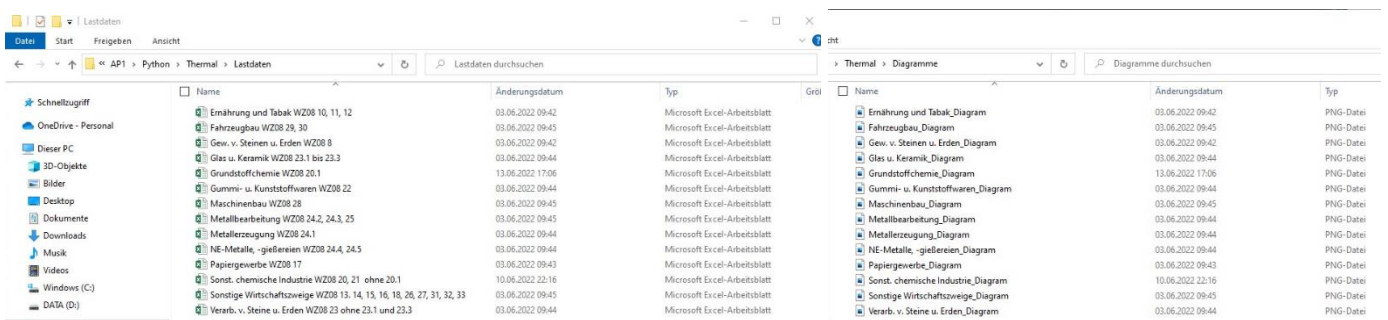 Lastdaten
Datei Start Freigeben Ansicht
« AP1 › Python › Thermal › Lastdaten
Lastdaten durchsuchen
Name Änderungsdatum Typ Größ
Schnellzugriff
OneDrive - Personal
Dieser PC
3D-Objekte
Bilder
Desktop
Dokumente
Downloads
Musik
Videos
Windows (C:)
DATA (D:)
Ernährung und Tabak WZ08 10, 11, 12 03.06.2022 09:42 Microsoft Excel-Arbeitsblatt
Fahrzeugbau WZ08 29, 30 03.06.2022 09:45 Microsoft Excel-Arbeitsblatt
Gew. v. Steinen u. Erden WZ08 8 03.06.2022 09:42 Microsoft Excel-Arbeitsblatt
Glas u. Keramik WZ08 23.1 bis 23.3 03.06.2022 09:44 Microsoft Excel-Arbeitsblatt
Grundstoffchemie WZ08 20.1 13.06.2022 17:06 Microsoft Excel-Arbeitsblatt
Gummi- u. Kunststoffwaren WZ08 22 03.06.2022 09:44 Microsoft Excel-Arbeitsblatt
Maschinenbau WZ08 28 03.06.2022 09:45 Microsoft Excel-Arbeitsblatt
Metallbearbeitung WZ08 24.2, 24.3, 25 03.06.2022 09:45 Microsoft Excel-Arbeitsblatt
Metallerzeugung WZ08 24.1 03.06.2022 09:44 Microsoft Excel-Arbeitsblatt
NE-Metalle, -gießereien WZ08 24.4, 24.5 03.06.2022 09:44 Microsoft Excel-Arbeitsblatt
Papiergewerbe WZ08 17 03.06.2022 09:43 Microsoft Excel-Arbeitsblatt
Sonst. chemische Industrie WZ08 20, 21 ohne 20.1 10.06.2022 22:16 Microsoft Excel-Arbeitsblatt
Sonstige Wirtschaftszweige WZ08 13. 14, 15, 16, 18, 26, 27, 31, 32, 33 03.06.2022 09:45 Microsoft Excel-Arbeitsblatt
Verarb. v. Steine u. Erden WZ08 23 ohne 23.1 und 23.3 03.06.2022 09:44 Microsoft Excel-Arbeitsblatt
cht
› Thermal › Diagramme
Diagramme durchsuchen
Name Änderungsdatum Typ
Ernährung und Tabak_Diagram 03.06.2022 09:42 PNG-Datei
Fahrzeugbau_Diagram 03.06.2022 09:45 PNG-Datei
Gew. v. Steinen u. Erden_Diagram 03.06.2022 09:42 PNG-Datei
Glas u. Keramik_Diagram 03.06.2022 09:44 PNG-Datei
Grundstoffchemie_Diagram 13.06.2022 17:06 PNG-Datei
Gummi- u. Kunststoffwaren_Diagram 03.06.2022 09:44 PNG-Datei
Maschinenbau_Diagram 03.06.2022 09:45 PNG-Datei
Metallbearbeitung_Diagram 03.06.2022 09:44 PNG-Datei
Metallerzeugung_Diagram 03.06.2022 09:44 PNG-Datei
NE-Metalle, -gießereien_Diagram 03.06.2022 09:44 PNG-Datei
Papiergewerbe_Diagram 03.06.2022 09:43 PNG-Datei
Sonst. chemische Industrie_Diagram 10.06.2022 22:16 PNG-Datei
Sonstige Wirtschaftszweige_Diagram 03.06.2022 09:45 PNG-Datei
Verarb. v. Steine u. Erden_Diagram 03.06.2022 09:44 PNG-Datei